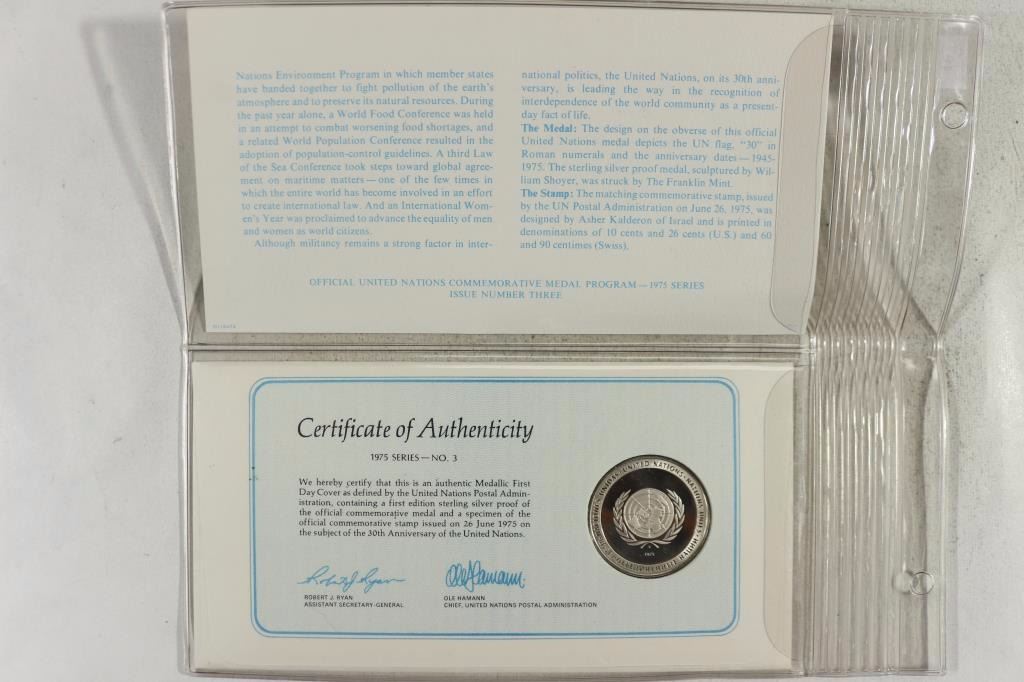 Nations Environment Program in which member states
have banded together to fight pollution of the earth's
atmosphere and to preserve its natural resources. During
the past year alone, a World Food Conference was held
in an attempt to combat worsening food shortages, and
a related World Population Conference resulted in the
adoption of population-control guidelines. A third Law
of the Sea Conference took steps toward global agree-
ment on maritime matters—one of the few times in
which the entire world has become involved in an effort
to create international law. And an International Wom-
en's Year was proclaimed to advance the equality of men
and women as world citizens.
Although militancy remains a strong factor in inter-
national politics, the United Nations, on its 30th anni-
versary, is leading the way in the recognition of
interdependence of the world community as a present-
day fact of life.
The Medal: The design on the obverse of this official
United Nations medal depicts the UN flag, "30" in
Roman numerals and the anniversary dates—1945-
1975. The sterling silver proof medal, sculptured by Wil-
liam Shoyer, was struck by The Franklin Mint.
The Stamp: The matching commemorative stamp, issued
by the UN Postal Administration on June 26, 1975, was
designed by Asher Kalderon of Israel and is printed in
denominations of 10 cents and 26 cents (U.S.) and 60
and 90 centimes (Swiss).
OFFICIAL UNITED NATIONS COMMEMORATIVE MEDAL PROGRAM—1975 SERIES
ISSUE NUMBER THREE
Certificate of Authenticity
1975 SERIES—NO. 3
We hereby certify that this is an authentic Medallic First
Day Cover as defined by the United Nations Postal Admin-
istration, containing a first edition sterling silver proof of
the official commemorative medal and a specimen of the
official commemorative stamp issued on 26 June 1975 on
the subject of the 30th Anniversary of the United Nations.
Robert J. Ryan
Ole Hamann
ROBERT J. RYAN
ASSISTANT SECRETARY-GENERAL
OLE HAMANN
CHIEF, UNITED NATIONS POSTAL ADMINISTRATION
UNITED NATIONS
1975